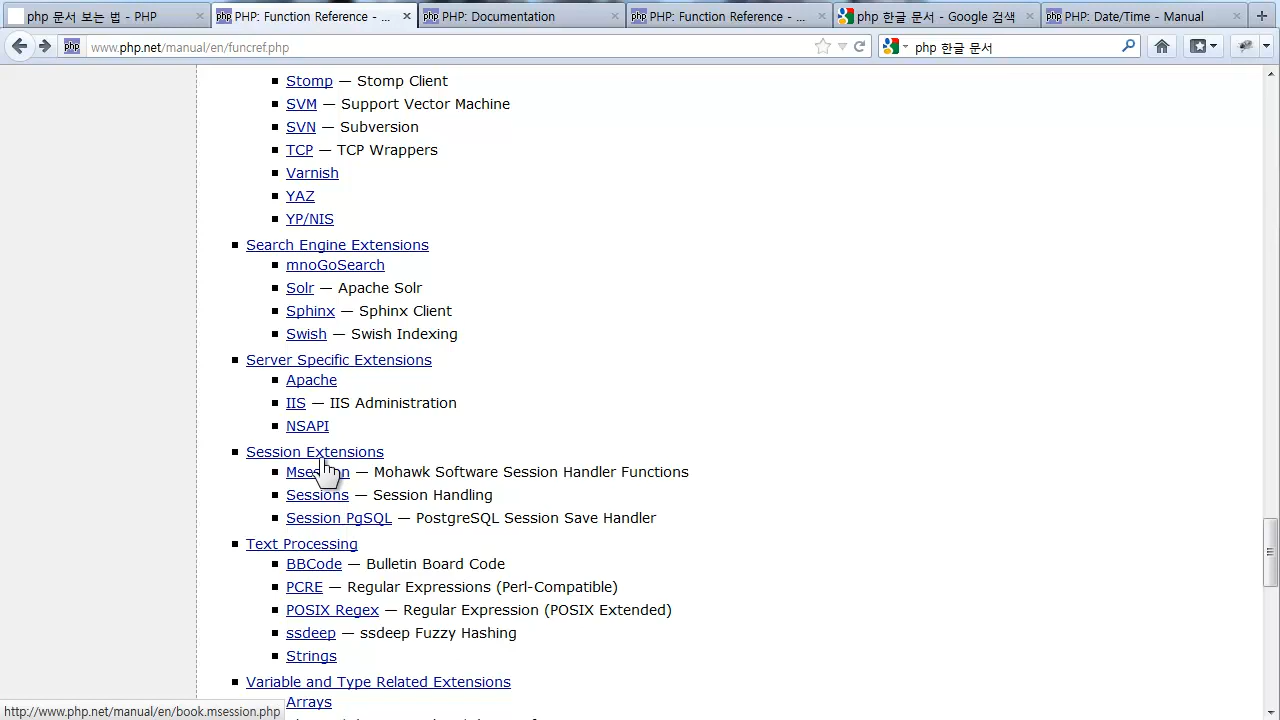 php 문서 보는 법 - PHP
PHP: Function Reference - ...
PHP: Documentation
PHP: Function Reference - ...
php 한글 문서 - Google 검색
PHP: Date/Time - Manual
www.php.net/manual/en/funcref.php
php 한글 문서
Stomp — Stomp Client
SVM — Support Vector Machine
SVN — Subversion
TCP — TCP Wrappers
Varnish
YAZ
YP/NIS
Search Engine Extensions
mnoGoSearch
Solr — Apache Solr
Sphinx — Sphinx Client
Swish — Swish Indexing
Server Specific Extensions
Apache
IIS — IIS Administration
NSAPI
Session Extensions
— Mohawk Software Session Handler Functions
Sessions — Session Handling
Session PgSQL — PostgreSQL Session Save Handler
Text Processing
BBCode — Bulletin Board Code
PCRE — Regular Expressions (Perl-Compatible)
POSIX Regex — Regular Expression (POSIX Extended)
ssdeep — ssdeep Fuzzy Hashing
Strings
Variable and Type Related Extensions
Arrays
http://www.php.net/manual/en/book.msession.php